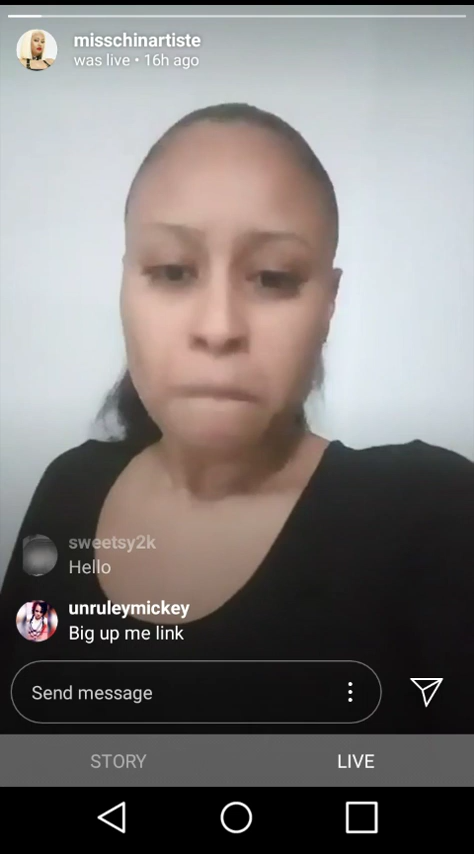 misschinartiste
was live • 16h ago
sweetsy2k
Hello
unruleymickey
Big up me link
Send message
STORY
LIVE